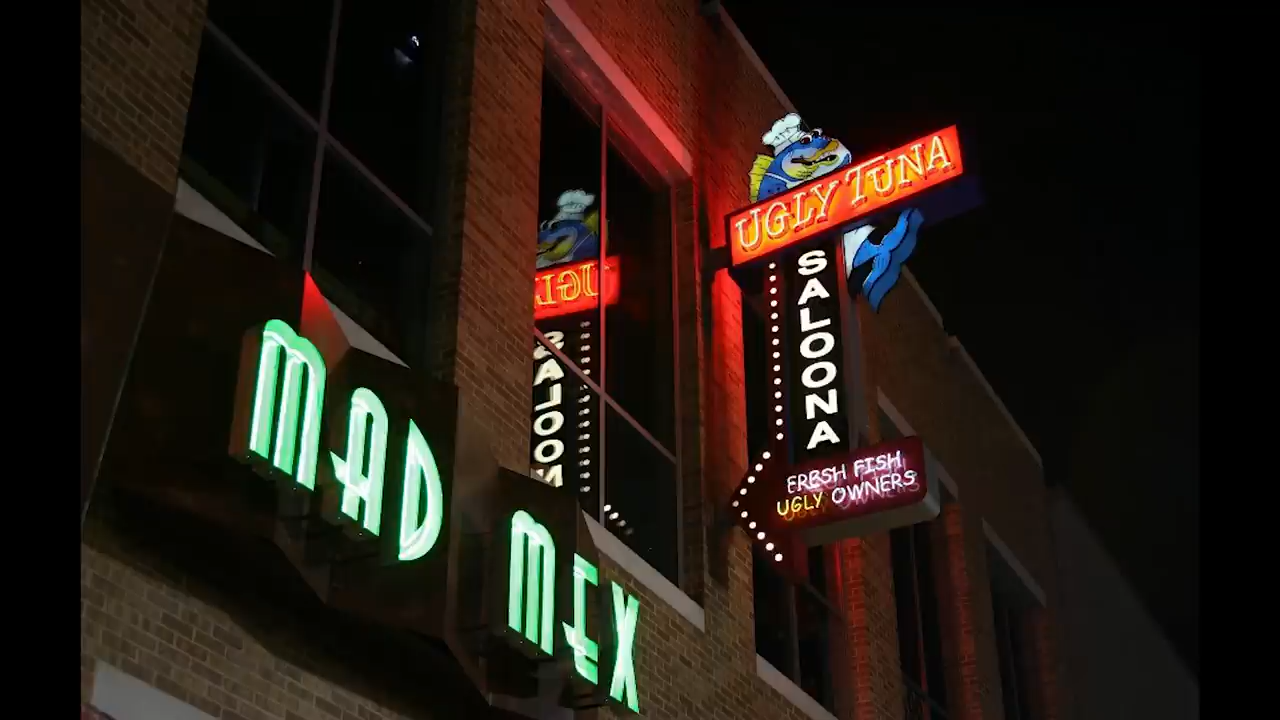 UGLY TUNA
SALOONA
FRESH FISH
UGLY OWNERS
MAD
MEX